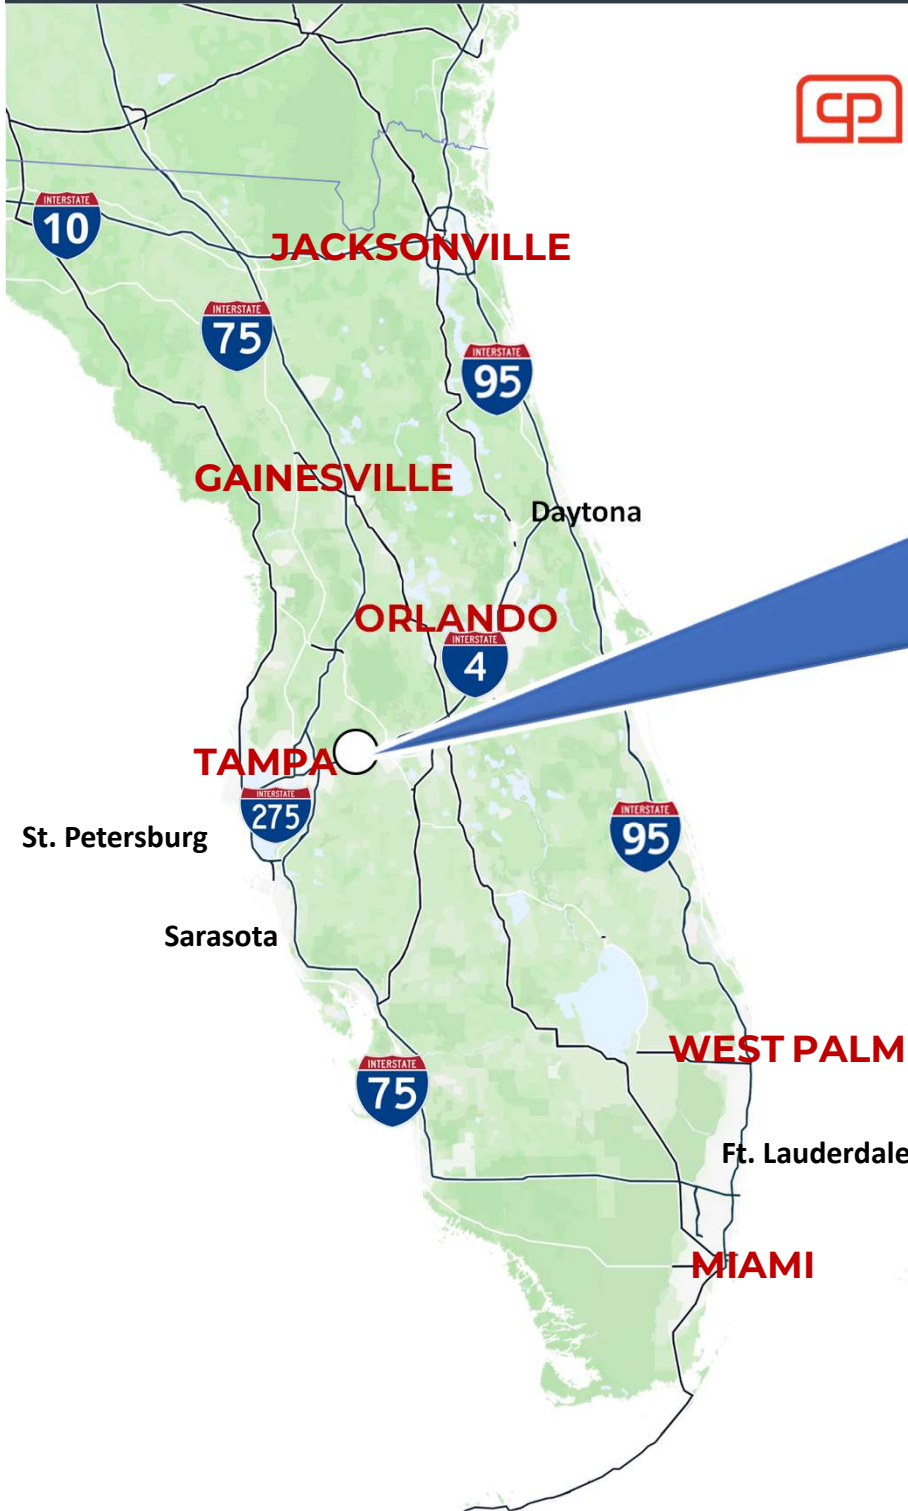 CP
INTERSTATE
10
JACKSONVILLE
INTERSTATE
75
INTERSTATE
95
GAINESVILLE
Daytona
ORLANDO
INTERSTATE
4
TAMPA
INTERSTATE
275
INTERSTATE
95
St. Petersburg
Sarasota
WEST PALM
INTERSTATE
75
Ft. Lauderdale
MIAMI